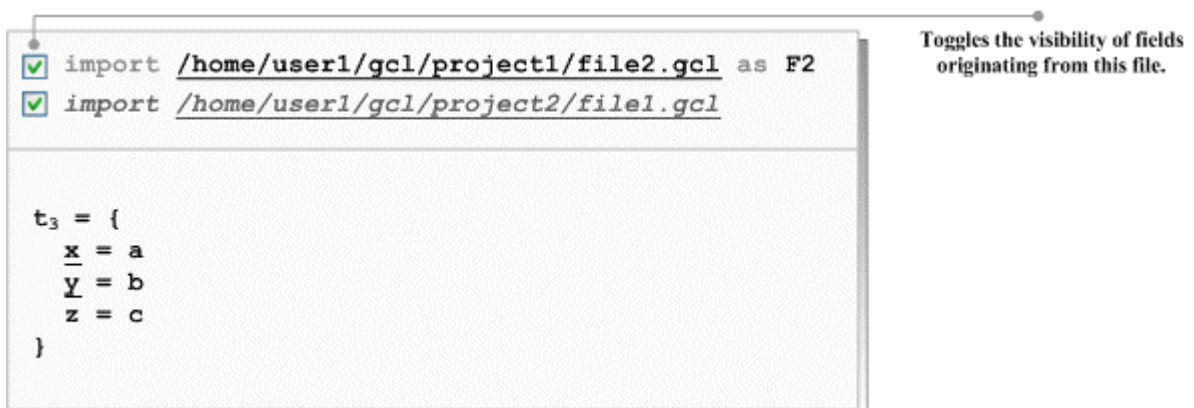 Toggles the visibility of fields
originating from this file.
import /home/user1/gcl/project1/file2.gcl as F2
import /home/user1/gcl/project2/file1.gcl
t₃ = {
x = a
y = b
z = c
}